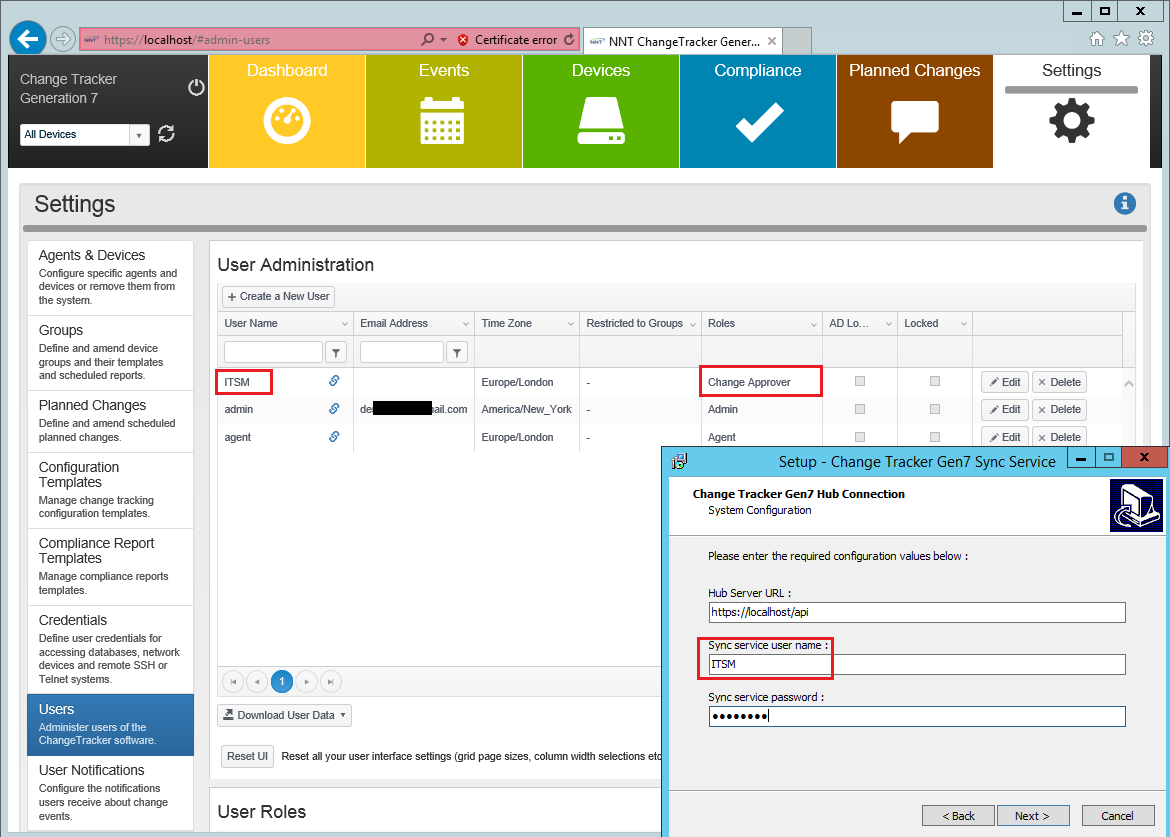 https://localhost/#admin-users
Certificate error
NNT ChangeTracker Gener...
Change Tracker
Generation 7
All Devices
Dashboard
Events
Devices
Compliance
Planned Changes
Settings
Settings
Agents & Devices
Configure specific agents and
devices or remove them from
the system.
Groups
Define and amend device
groups and their templates
and scheduled reports.
Planned Changes
Define and amend scheduled
planned changes.
Configuration
Templates
Manage change tracking
configuration templates.
Compliance Report
Templates
Manage compliance reports
templates.
Credentials
Define user credentials for
accessing databases, network
devices and remote SSH or
Telnet systems.
Users
Administer users of the
ChangeTracker software.
User Notifications
Configure the notifications
users receive about change
events.
User Administration
+ Create a New User
User Name Email Address Time Zone Restricted to Groups Roles AD Lo... Locked
ITSM Europe/London - Change Approver Edit Delete
admin de ail.com America/New_York - Admin Edit Delete
agent Europe/London - Agent Edit Delete
1
Download User Data
Reset UI Reset all your user interface settings (grid page sizes, column width selections etc
User Roles
Setup - Change Tracker Gen7 Sync Service
Change Tracker Gen7 Hub Connection
System Configuration
Please enter the required configuration values below :
Hub Server URL :
https://localhost/api
Sync service user name :
ITSM
Sync service password :
●●●●●●●●
< Back Next > Cancel